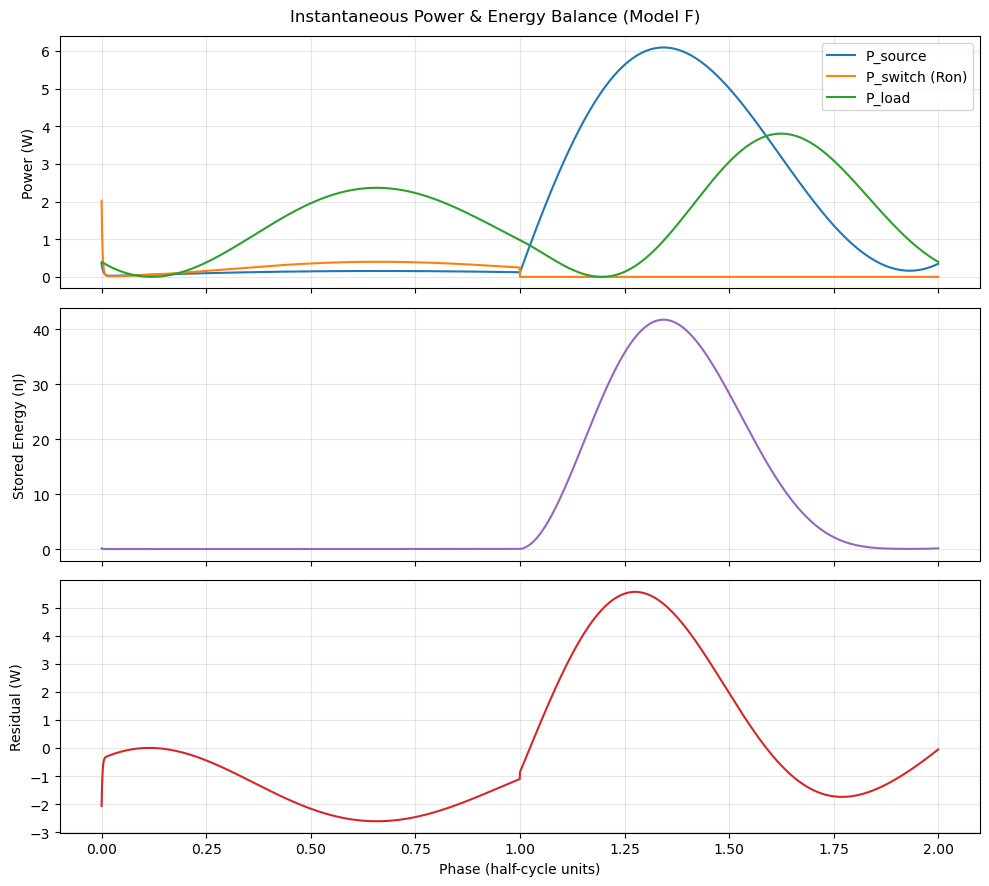 Instantaneous Power & Energy Balance (Model F)
6
5
4
3
2
1
0
Power (W)
P_source
P_switch (Ron)
P_load
40
30
20
10
0
Stored Energy (nJ)
5
4
3
2
1
0
−1
−2
−3
Residual (W)
0.00 0.25 0.50 0.75 1.00 1.25 1.50 1.75 2.00
Phase (half-cycle units)